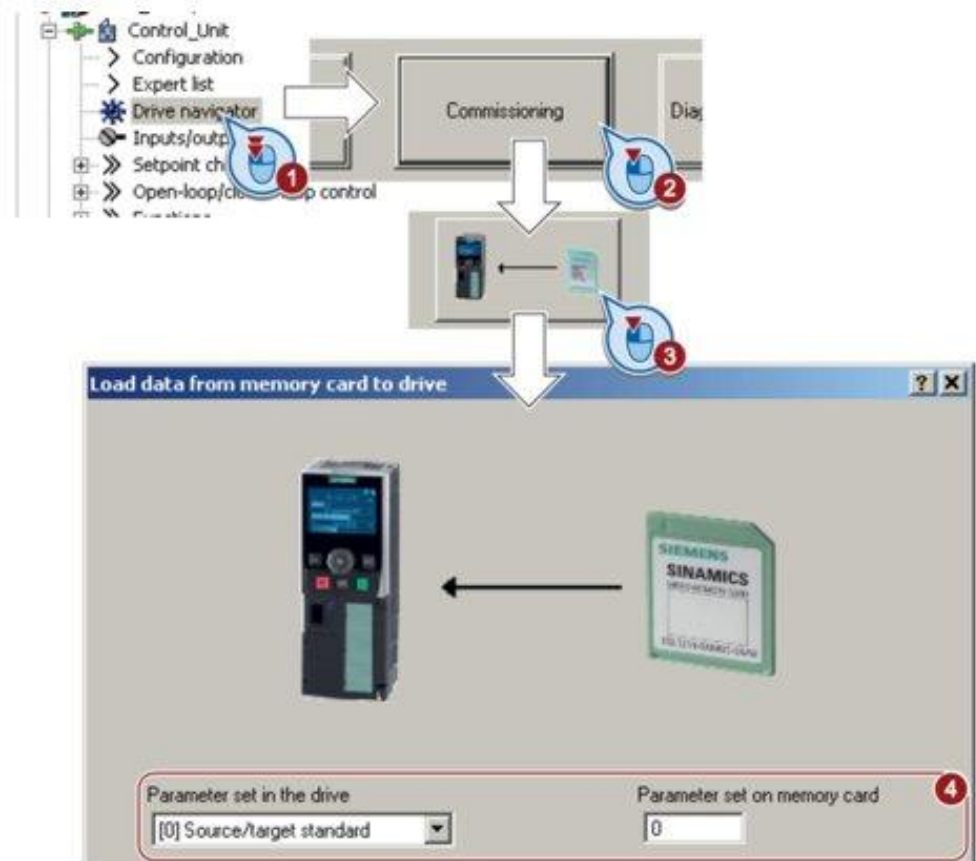 Control_Unit
Configuration
Expert list
Drive navigator
Inputs/outp
Setpoint ch
Open-loop/cl
p control
Commissioning
Diag
1
2
3
Load data from memory card to drive
SIEMENS
SINAMICS
4
Parameter set in the drive
Parameter set on memory card
[0] Source/target standard
0